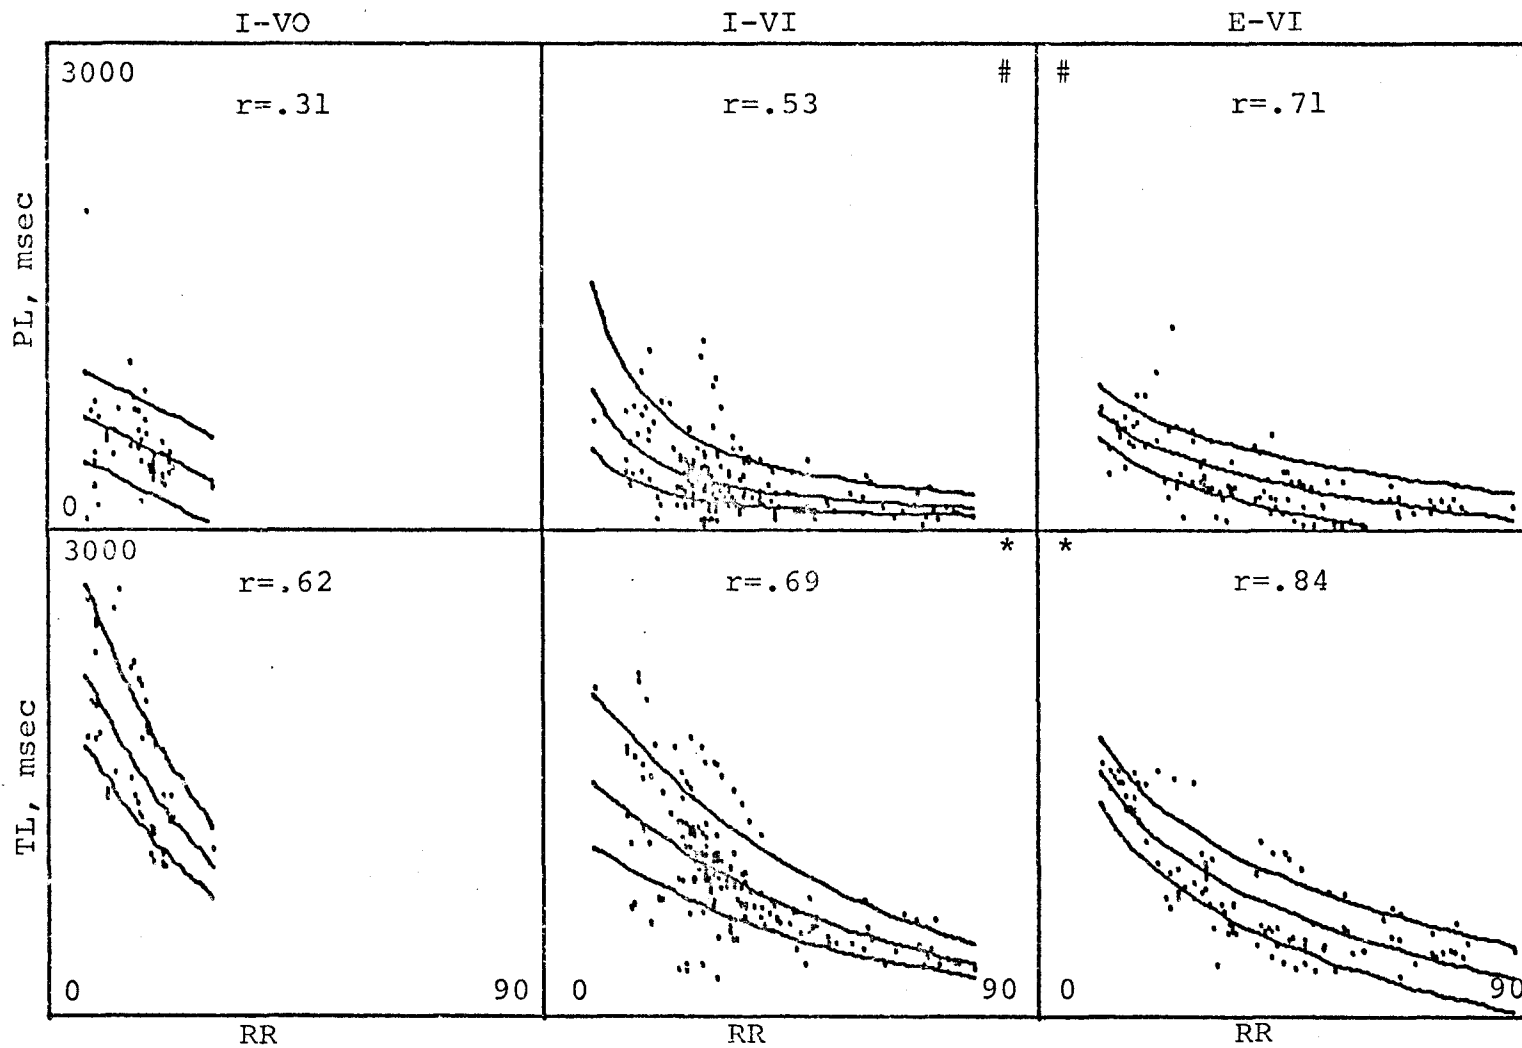 I-VO I-VI E-VI
3000 # #
r=.31 r=.53 r=.71
PL, msec
0
3000 * *
r=.62 r=.69 r=.84
TL, msec
0 90 0 90 0 90
RR RR RR